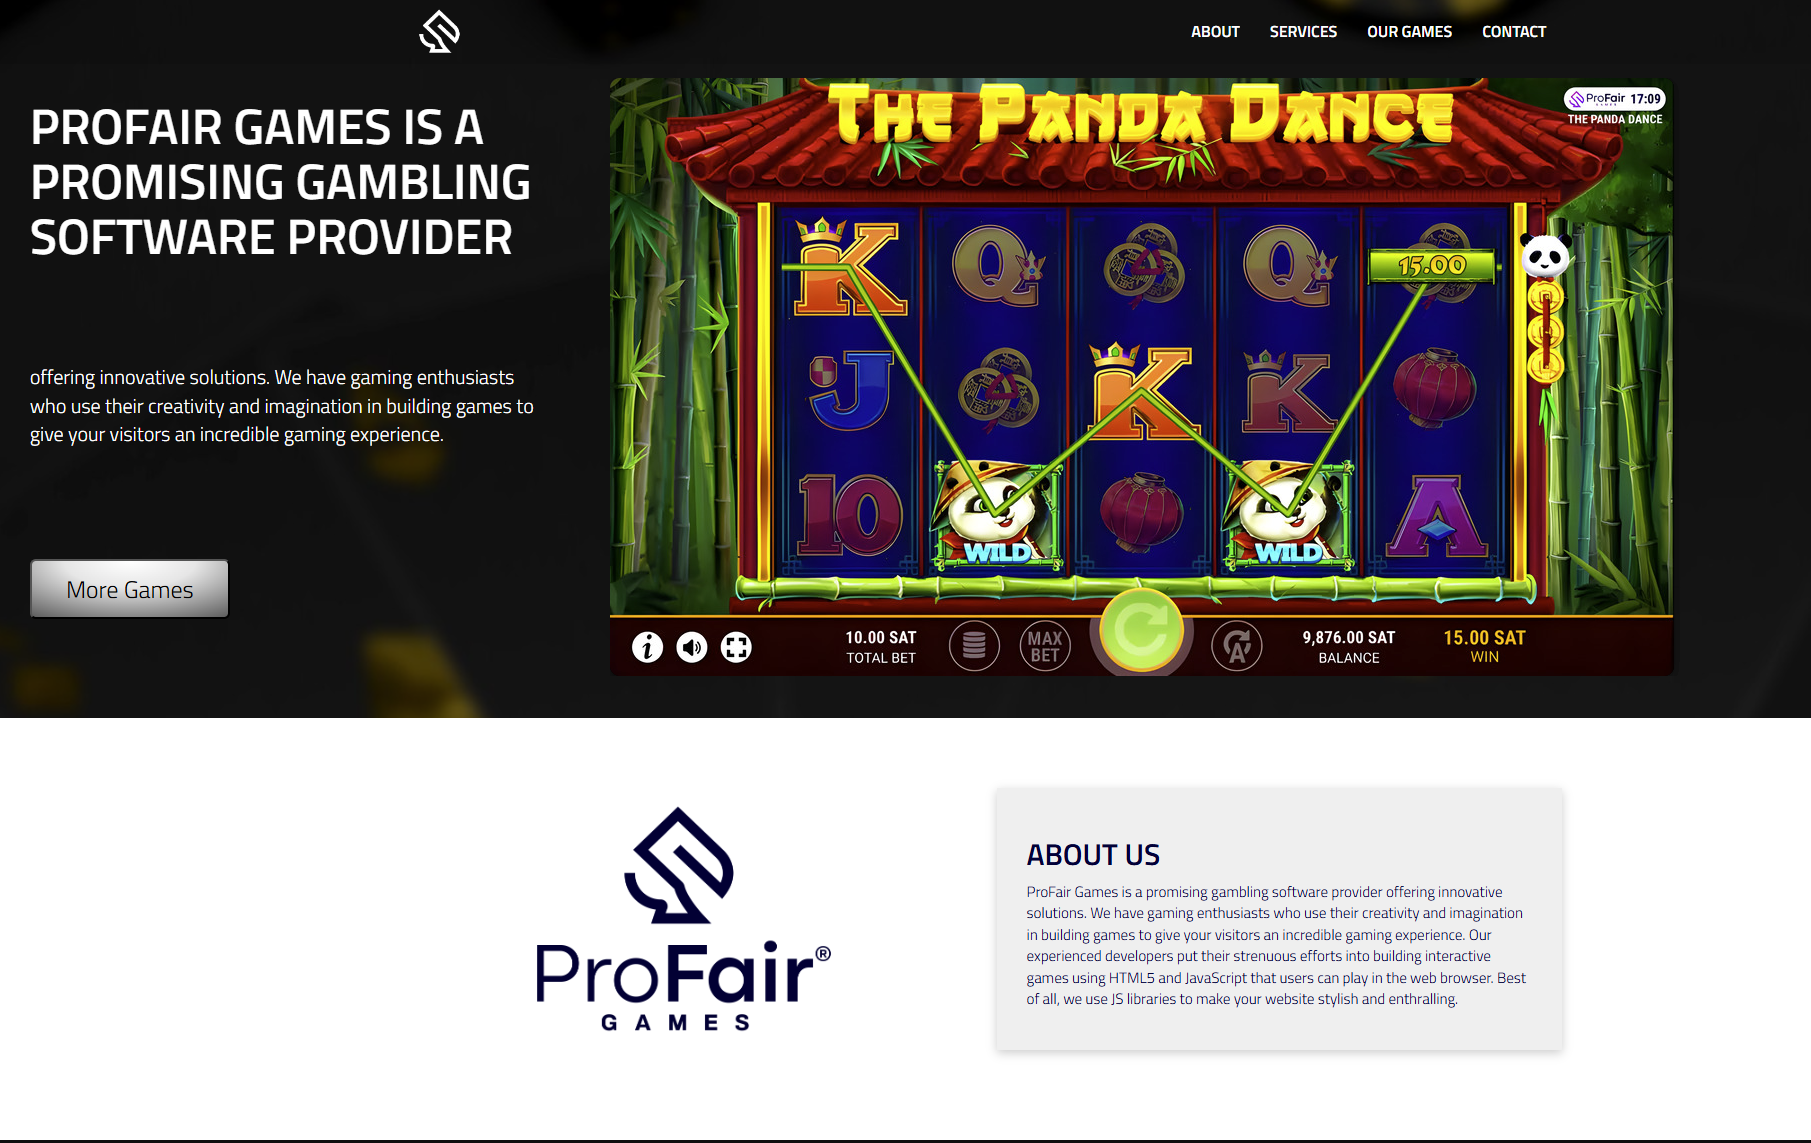 ABOUT SERVICES OUR GAMES CONTACT
PROFAIR GAMES IS A
PROMISING GAMBLING
SOFTWARE PROVIDER
offering innovative solutions. We have gaming enthusiasts
who use their creativity and imagination in building games to
give your visitors an incredible gaming experience.
More Games
THE PANDA DANCE
ProFair GAMES 17:09
THE PANDA DANCE
K Q Q 15.00
J K K
10 WILD WILD A
10.00 SAT
TOTAL BET
MAX
BET
A
9,876.00 SAT
BALANCE
15.00 SAT
WIN
ProFair®
GAMES
ABOUT US
ProFair Games is a promising gambling software provider offering innovative
solutions. We have gaming enthusiasts who use their creativity and imagination
in building games to give your visitors an incredible gaming experience. Our
experienced developers put their strenuous efforts into building interactive
games using HTML5 and JavaScript that users can play in the web browser. Best
of all, we use JS libraries to make your website stylish and enthralling.